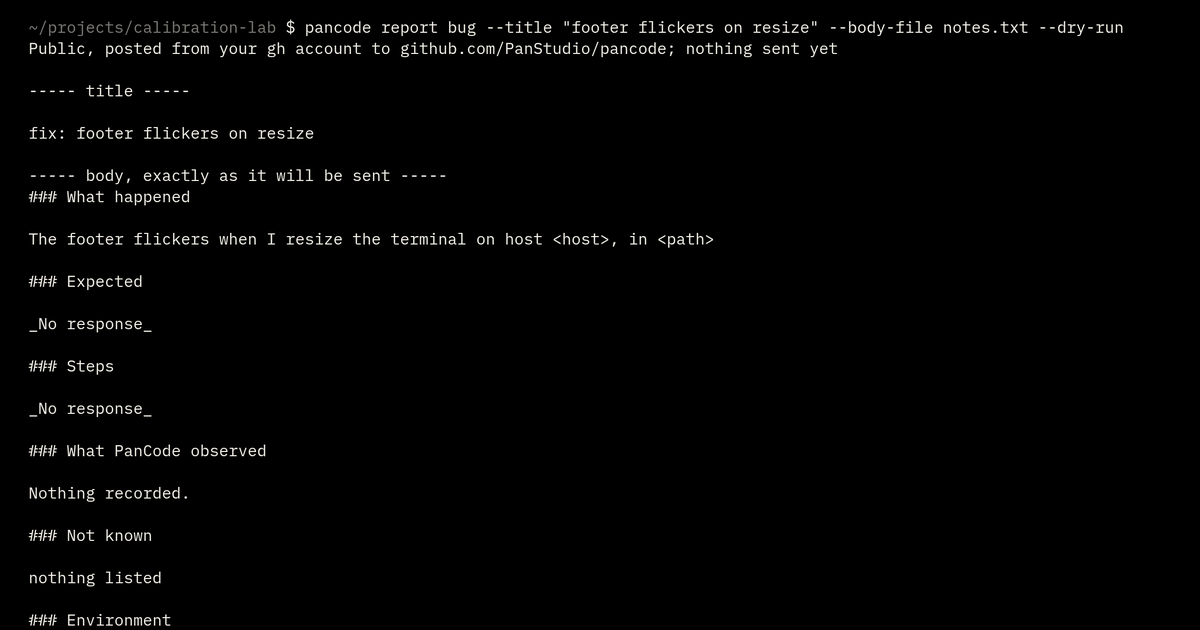 ~/projects/calibration-lab $ pancode report bug --title "footer flickers on resize" --body-file notes.txt --dry-run
Public, posted from your gh account to github.com/PanStudio/pancode; nothing sent yet
----- title -----
fix: footer flickers on resize
----- body, exactly as it will be sent -----
### What happened
The footer flickers when I resize the terminal on host <host>, in <path>
### Expected
_No response_
### Steps
_No response_
### What PanCode observed
Nothing recorded.
### Not known
nothing listed
### Environment